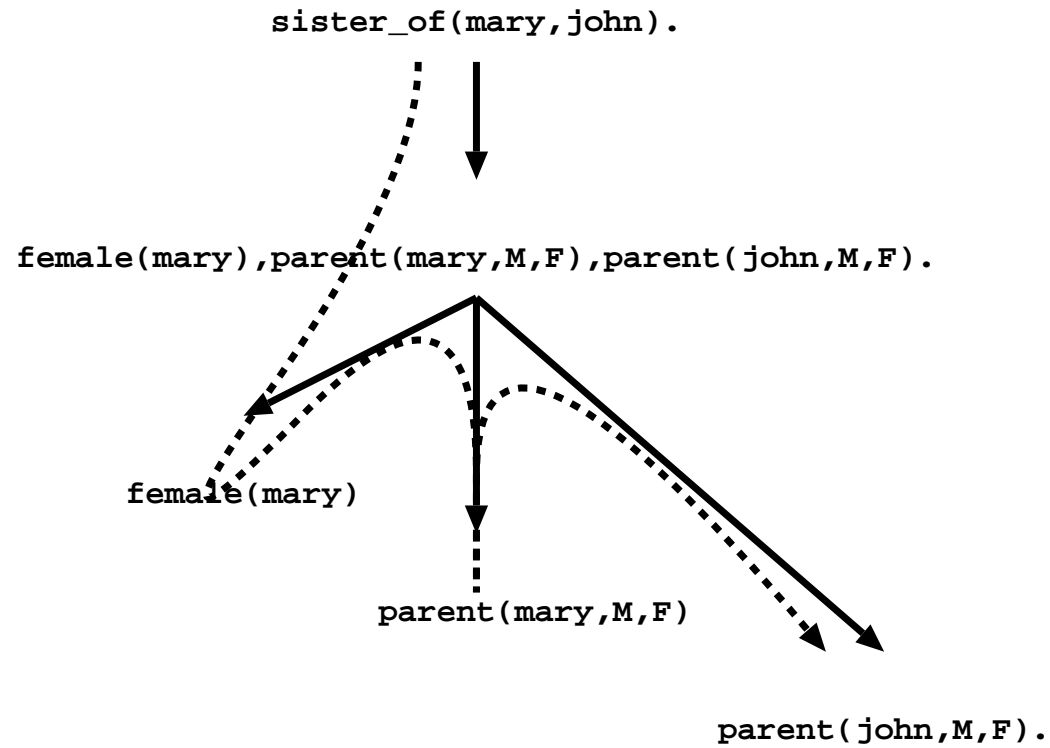 sister_of(mary,john).
female(mary),parent(mary,M,F),parent(john,M,F).
female(mary)
parent(mary,M,F)
parent(john,M,F).